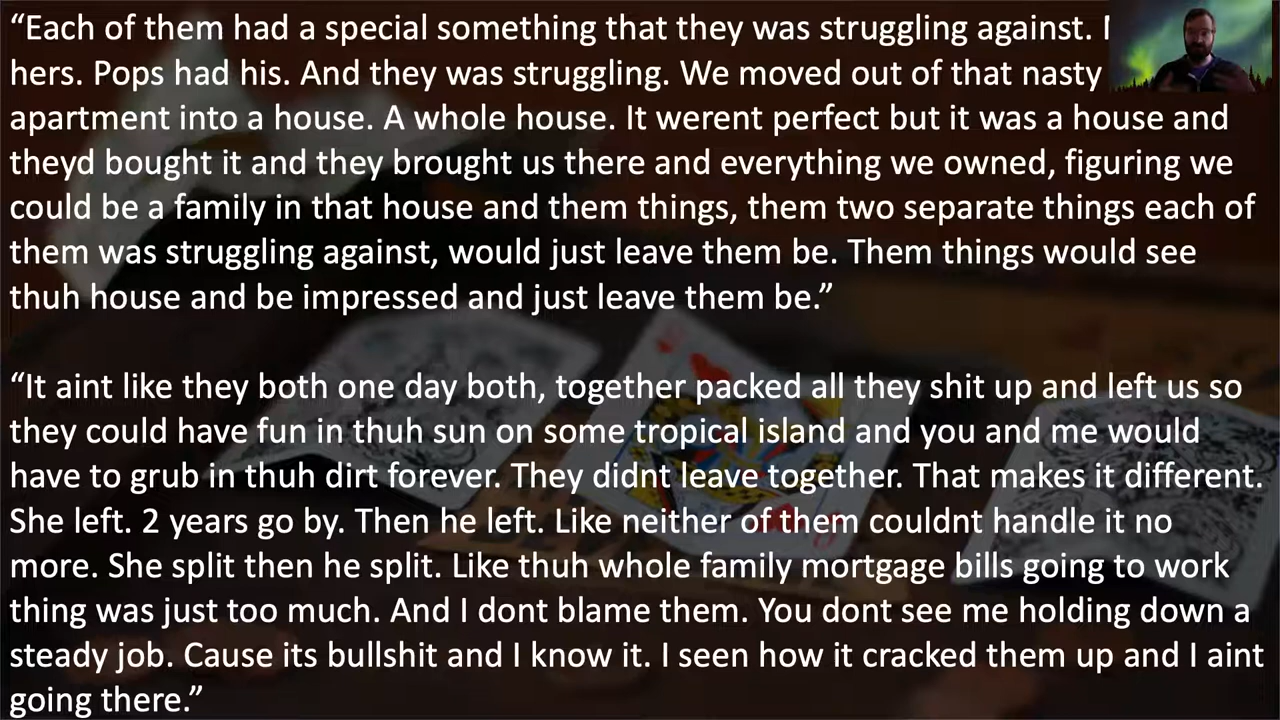 “Each of them had a special something that they was struggling against.
hers. Pops had his. And they was struggling. We moved out of that nasty
apartment into a house. A whole house. It werent perfect but it was a house and
theyd bought it and they brought us there and everything we owned, figuring we
could be a family in that house and them things, them two separate things each of
them was struggling against, would just leave them be. Them things would see
thuh house and be impressed and just leave them be.”
“It aint like they both one day both, together packed all they shit up and left us so
they could have fun in thuh sun on some tropical island and you and me would
have to grub in thuh dirt forever. They didnt leave together. That makes it different.
She left. 2 years go by. Then he left. Like neither of them couldnt handle it no
more. She split then he split. Like thuh whole family mortgage bills going to work
thing was just too much. And I dont blame them. You dont see me holding down a
steady job. Cause its bullshit and I know it. I seen how it cracked them up and I aint
going there.”